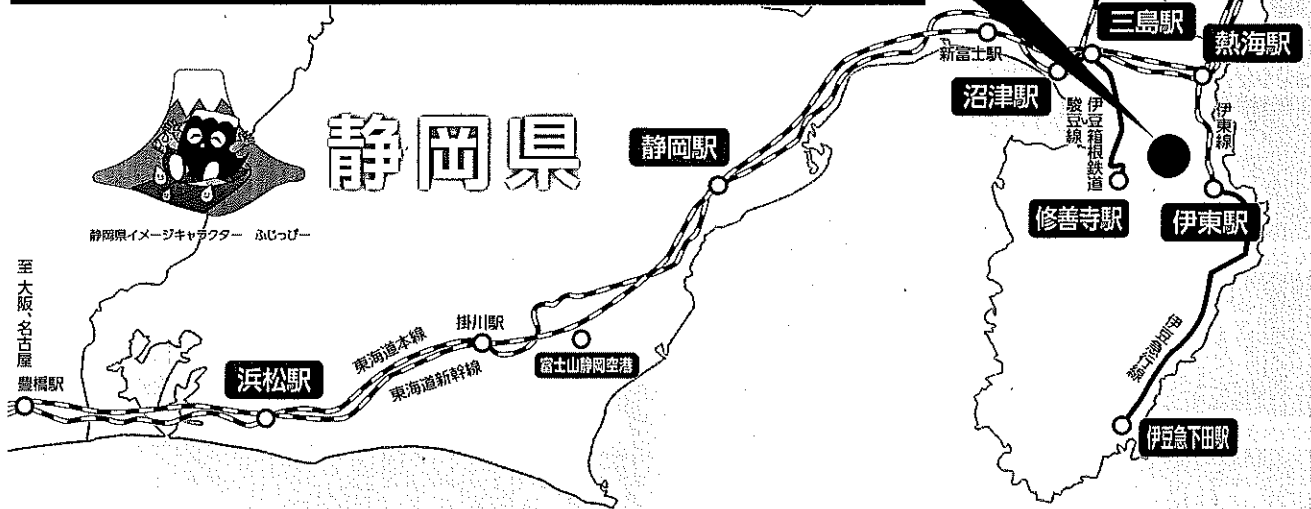 三島駅
熱海駅
新富士駅
沼津駅
伊豆箱根鉄道
駿豆線
伊東線
静岡県
静岡駅
修善寺駅
伊東駅
静岡県イメージキャラクター ふじっぴー
至 大阪、名古屋
掛川駅
東海道本線
富士山静岡空港
伊豆急行線
豊橋駅
浜松駅
東海道新幹線
伊豆急下田駅